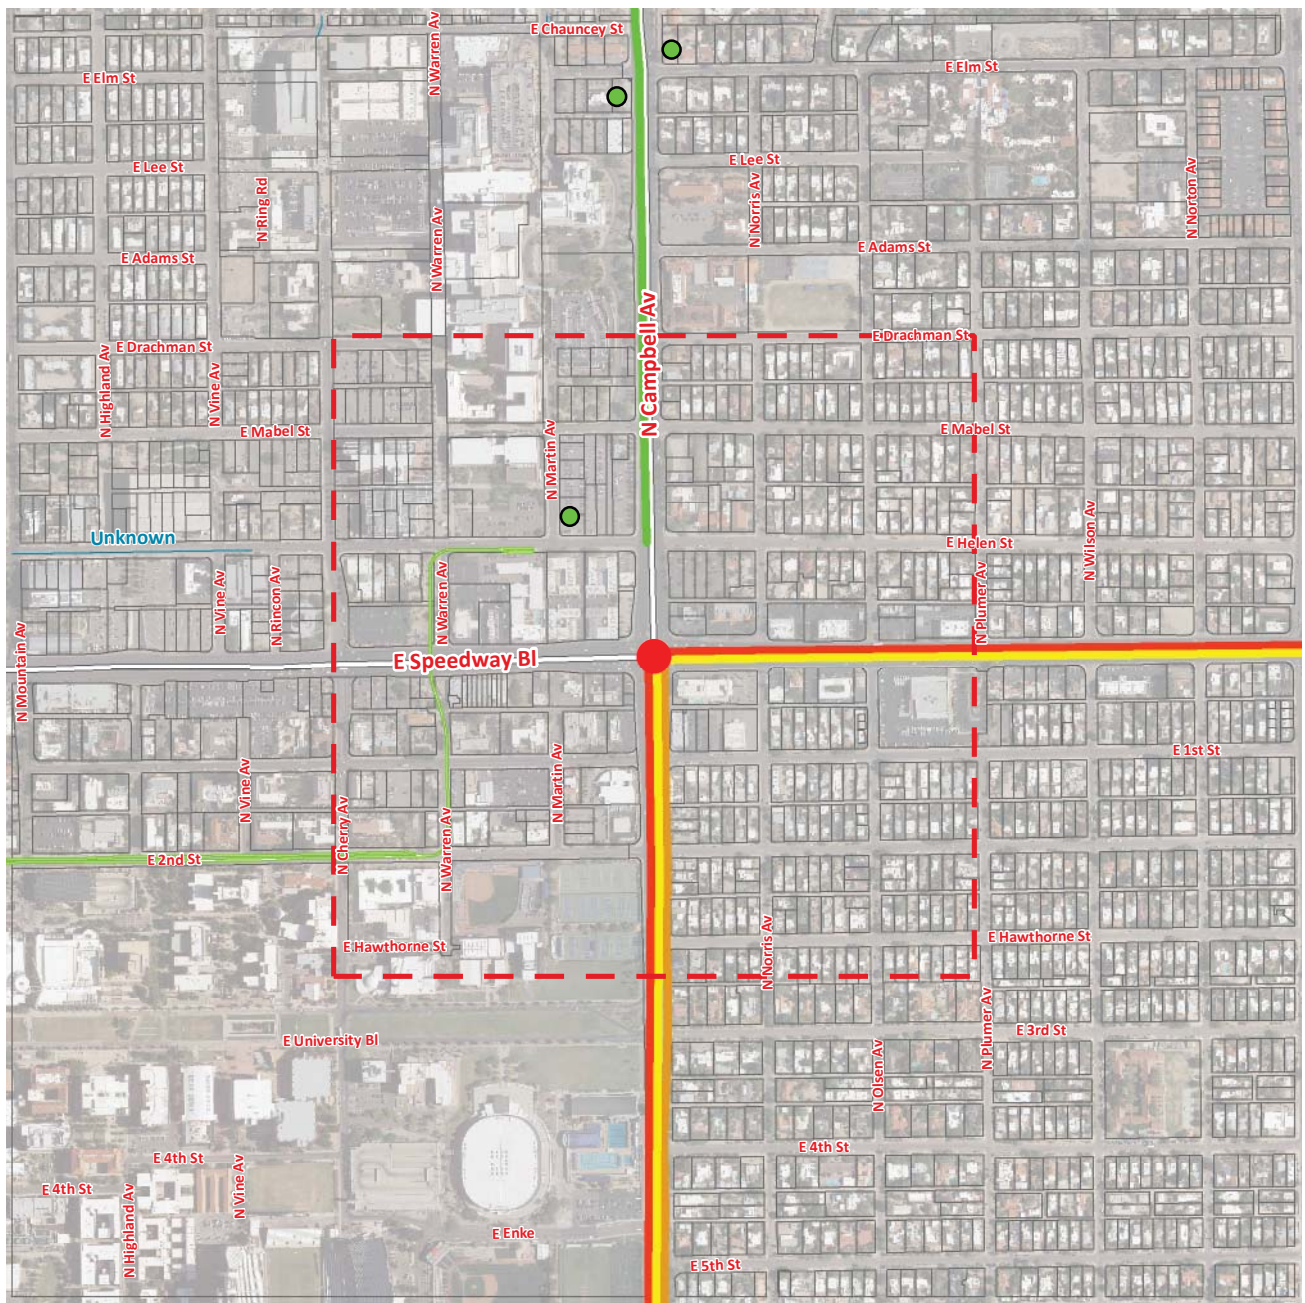 E Chauncey St
N Warren Av
E Elm St
E Elm St
E Lee St
E Lee St
N Ring Rd
N Warren Av
N Norris Av
N Norton Av
E Adams St
E Adams St
N Campbell Av
E Drachman St
E Drachman St
N Highland Av
N Vine Av
E Mabel St
E Mabel St
N Martin Av
Unknown
E Helen St
N Wilson Av
N Vine Av
N Rincon Av
N Warren Av
N Plumer Av
N Mountain Av
E Speedway Bl
E 1st St
N Vine Av
N Martin Av
N Cherry Av
N Warren Av
E 2nd St
E Hawthorne St
E Hawthorne St
N Norris Av
E University Bl
E 3rd St
N Plumer Av
N Olsen Av
E 4th St
E 4th St
E 4th St
N Highland Av
N Vine Av
E Enke
E 5th St